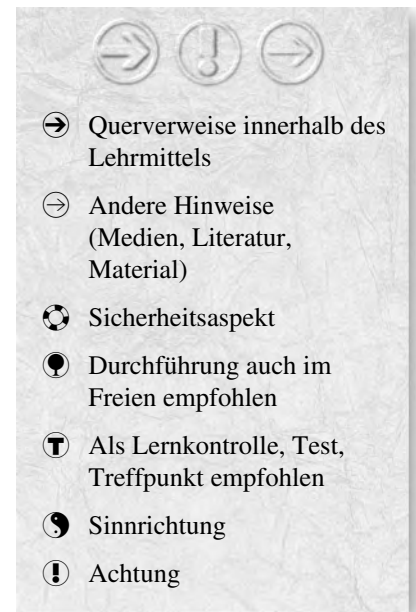 Querverweise innerhalb des
Lehrmittels
Andere Hinweise
(Medien, Literatur,
Material)
Sicherheitsaspekt
Durchführung auch im
Freien empfohlen
T Als Lernkontrolle, Test,
Treffpunkt empfohlen
Sinnrichtung
! Achtung